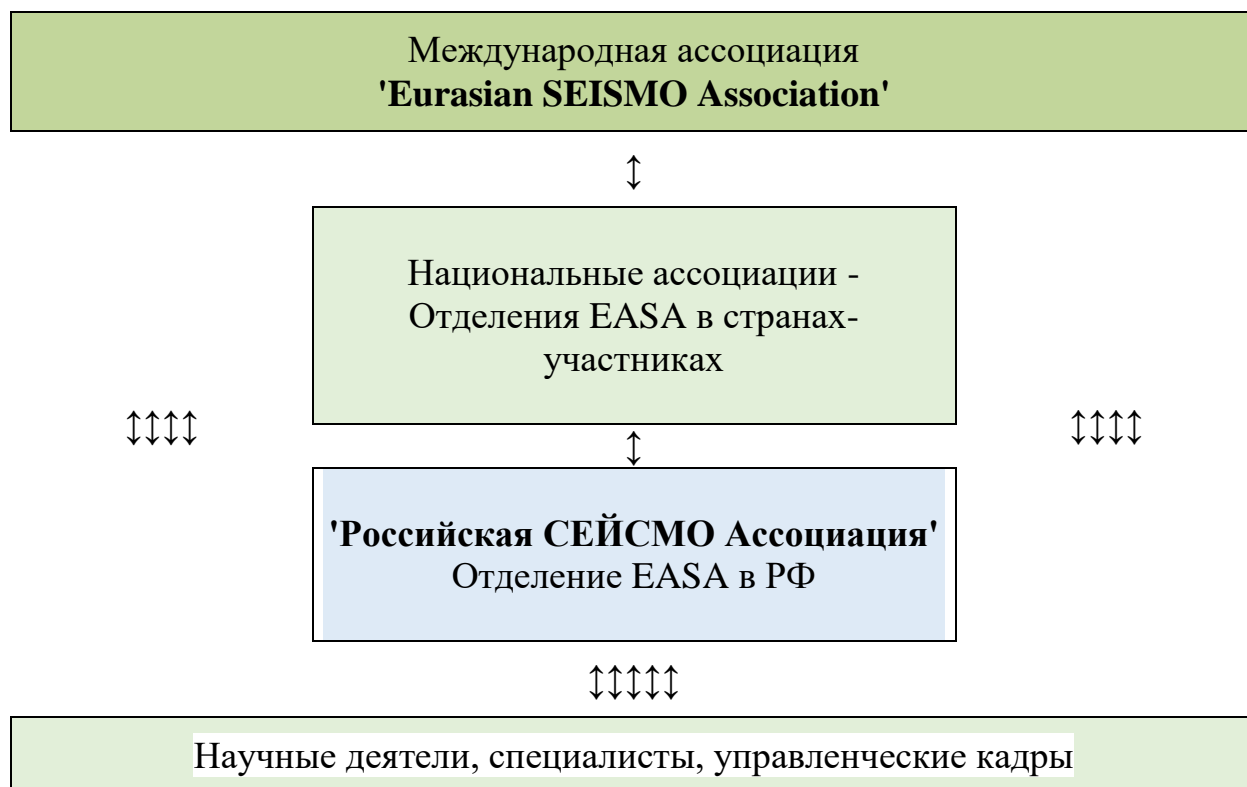 Международная ассоциация
'Eurasian SEISMO Association'
↕
Национальные ассоциации -
Отделения EASA в странах-
участниках
↕↕↕↕ ↕↕↕↕
↕
'Российская СЕЙСМО Ассоциация'
Отделение EASA в РФ
↕↕↕↕↕
Научные деятели, специалисты, управленческие кадры